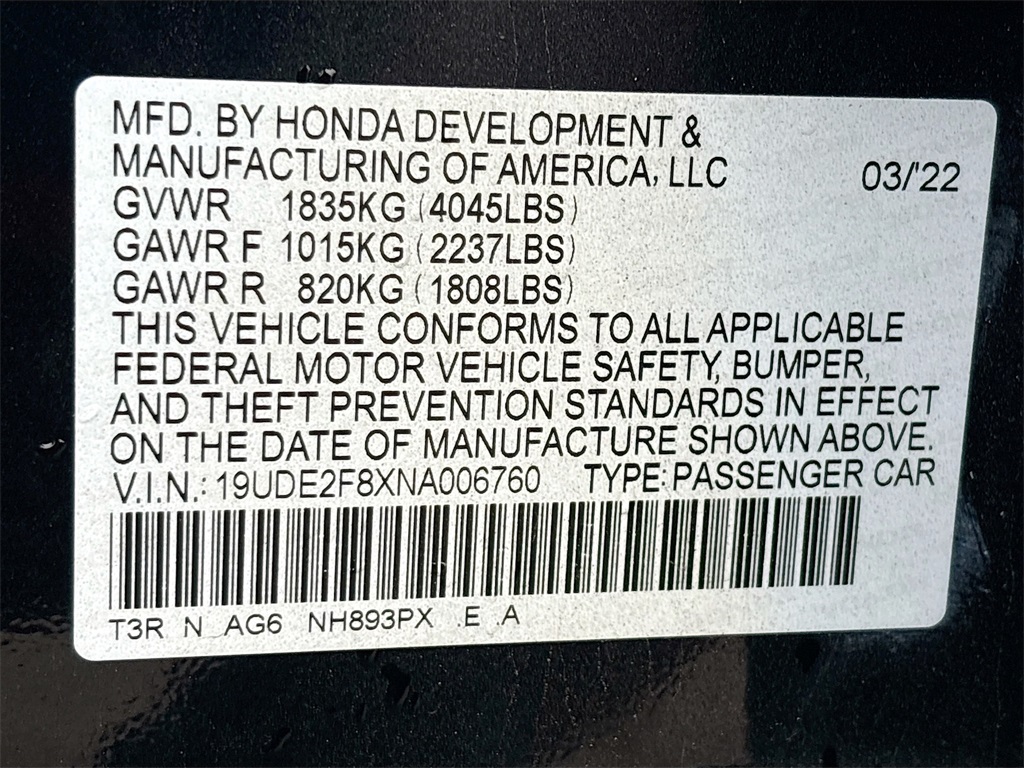 MFD. BY HONDA DEVELOPMENT &
MANUFACTURING OF AMERICA, LLC 03/'22
GVWR 1835KG (4045LBS)
GAWR F 1015KG (2237LBS)
GAWR R 820KG (1808LBS)
THIS VEHICLE CONFORMS TO ALL APPLICABLE
FEDERAL MOTOR VEHICLE SAFETY, BUMPER,
AND THEFT PREVENTION STANDARDS IN EFFECT
ON THE DATE OF MANUFACTURE SHOWN ABOVE.
V.I.N.: 19UDE2F8XNA006760 TYPE: PASSENGER CAR
T3R N AG6 NH893PX .E .A